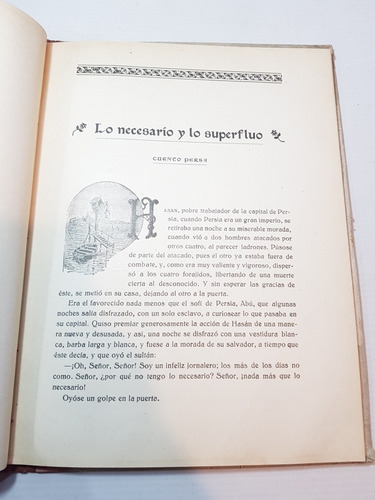 Lo necesario y lo superfluo
CUENTO PERSA
HASAN, pobre trabajador de la capital de Per-
sia, cuando Persia era un gran imperio, se
retiraba una noche a su miserable morada,
cuando vió a dos hombres atacados por
otros cuatro, al parecer ladrones. Púsose
de parte del atacado, pues el otro ya estaba fuera de
combate, y, como era muy valiente y vigoroso, disper-
só a los cuatro forajidos, libertando de una muerte
cierta al desconocido. Y sin esperar las gracias de
éste, se metió en su casa, dejando al otro a la puerta.
Era el favorecido nada menos que el sofí de Persia, Abú, que algunas
noches salía disfrazado, con un solo esclavo, a curiosear lo que pasaba en
su capital. Quiso premiar generosamente la acción de Hasán de una mane-
ra nueva y desusada, y así, una noche se disfrazó con una vestidura blan-
ca, barba larga y blanca, y fuese a la morada de su salvador, a tiempo que
éste decía, y que oyó el sultán:
—¡Oh, Señor, Señor! Soy un infeliz jornalero; los más de los días no
como. Señor, ¿por qué no tengo lo necesario? Señor, ¡nada más que lo
necesario!
Oyóse un golpe en la puerta.